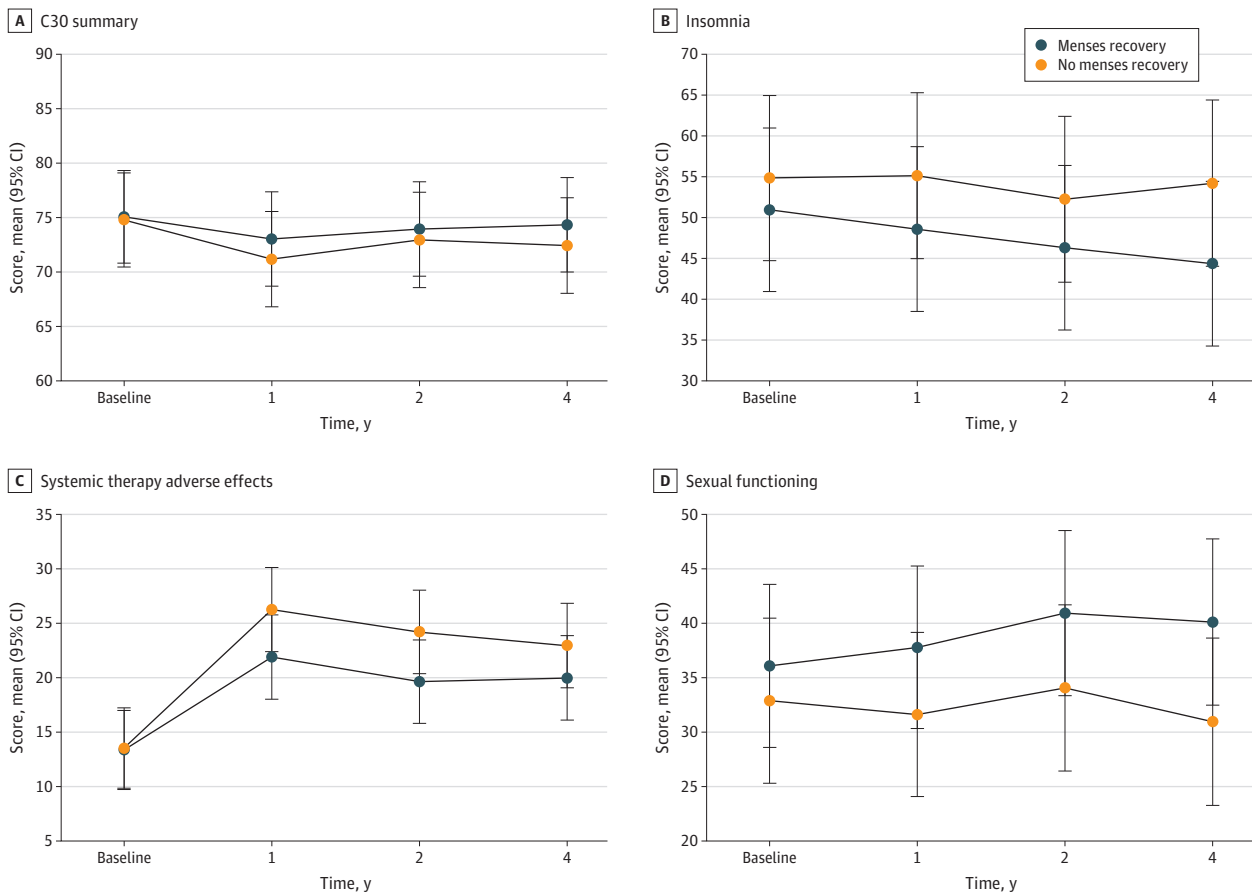 A C30 summary
90
85
80
75
70
65
60
Score, mean (95% CI)
Baseline 1 2 4
Time, y
B Insomnia
Menses recovery
No menses recovery
70
65
60
55
50
45
40
35
30
Score, mean (95% CI)
Baseline 1 2 4
Time, y
C Systemic therapy adverse effects
35
30
25
20
15
10
5
Score, mean (95% CI)
Baseline 1 2 4
Time, y
D Sexual functioning
50
45
40
35
30
25
20
Score, mean (95% CI)
Baseline 1 2 4
Time, y